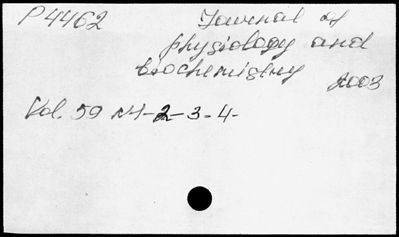 P4462 Journal of
physiology and
biochemistry 2003
Vol. 59 N1-2-3-4-